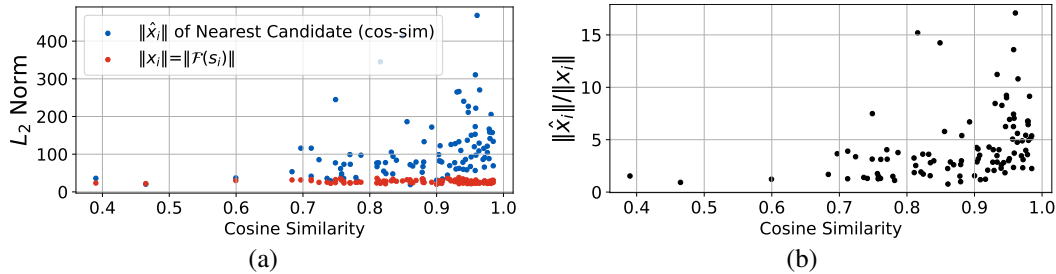 ‖x̂ᵢ‖ of Nearest Candidate (cos-sim)
‖xᵢ‖=‖ℱ(sᵢ)‖
L₂ Norm
400
300
200
100
0
0.4 0.5 0.6 0.7 0.8 0.9 1.0
Cosine Similarity
(a)
‖x̂ᵢ‖/‖xᵢ‖
15
10
5
0
0.4 0.5 0.6 0.7 0.8 0.9 1.0
Cosine Similarity
(b)